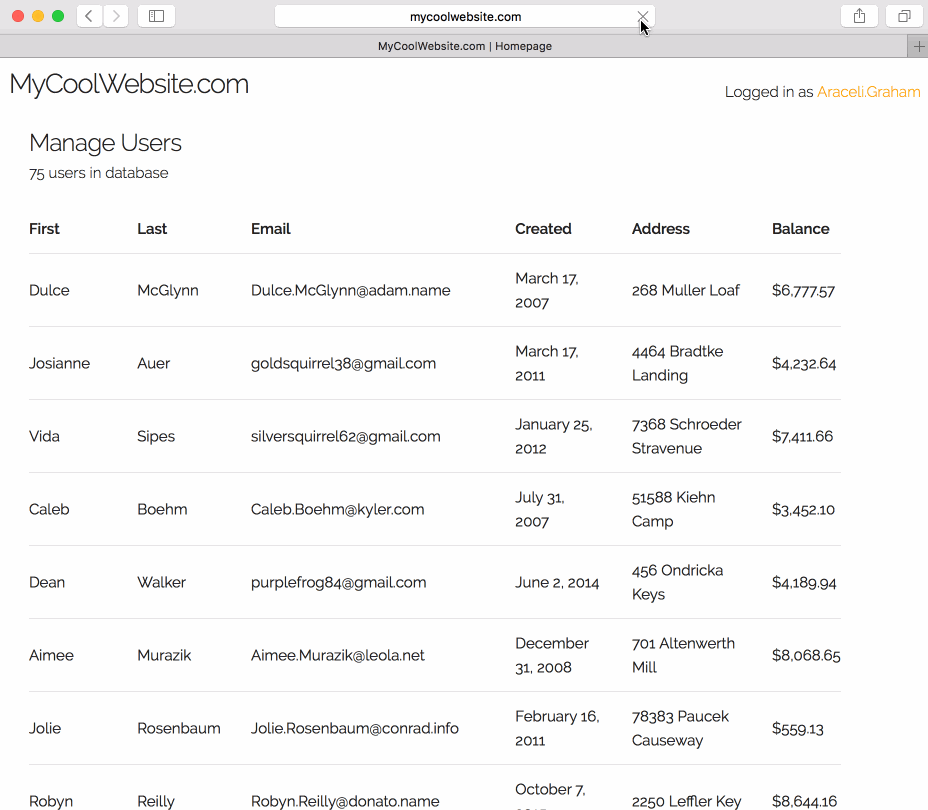 mycoolwebsite.com
MyCoolWebsite.com | Homepage
MyCoolWebsite.com
Logged in as Araceli.Graham
Manage Users
75 users in database
First Last Email Created Address Balance
Dulce McGlynn Dulce.McGlynn@adam.name March 17, 2007 268 Muller Loaf $6,777.57
Josianne Auer goldsquirrel38@gmail.com March 17, 2011 4464 Bradtke Landing $4,232.64
Vida Sipes silversquirrel62@gmail.com January 25, 2012 7368 Schroeder Stravenue $7,411.66
Caleb Boehm Caleb.Boehm@kyler.com July 31, 2007 51588 Kiehn Camp $3,452.10
Dean Walker purplefrog84@gmail.com June 2, 2014 456 Ondricka Keys $4,189.94
Aimee Murazik Aimee.Murazik@leola.net December 31, 2008 701 Altenwerth Mill $8,068.65
Jolie Rosenbaum Jolie.Rosenbaum@conrad.info February 16, 2011 78383 Paucek Causeway $559.13
Robyn Reilly Robyn.Reilly@donato.name October 7, 2250 Leffler Key $8,644.16